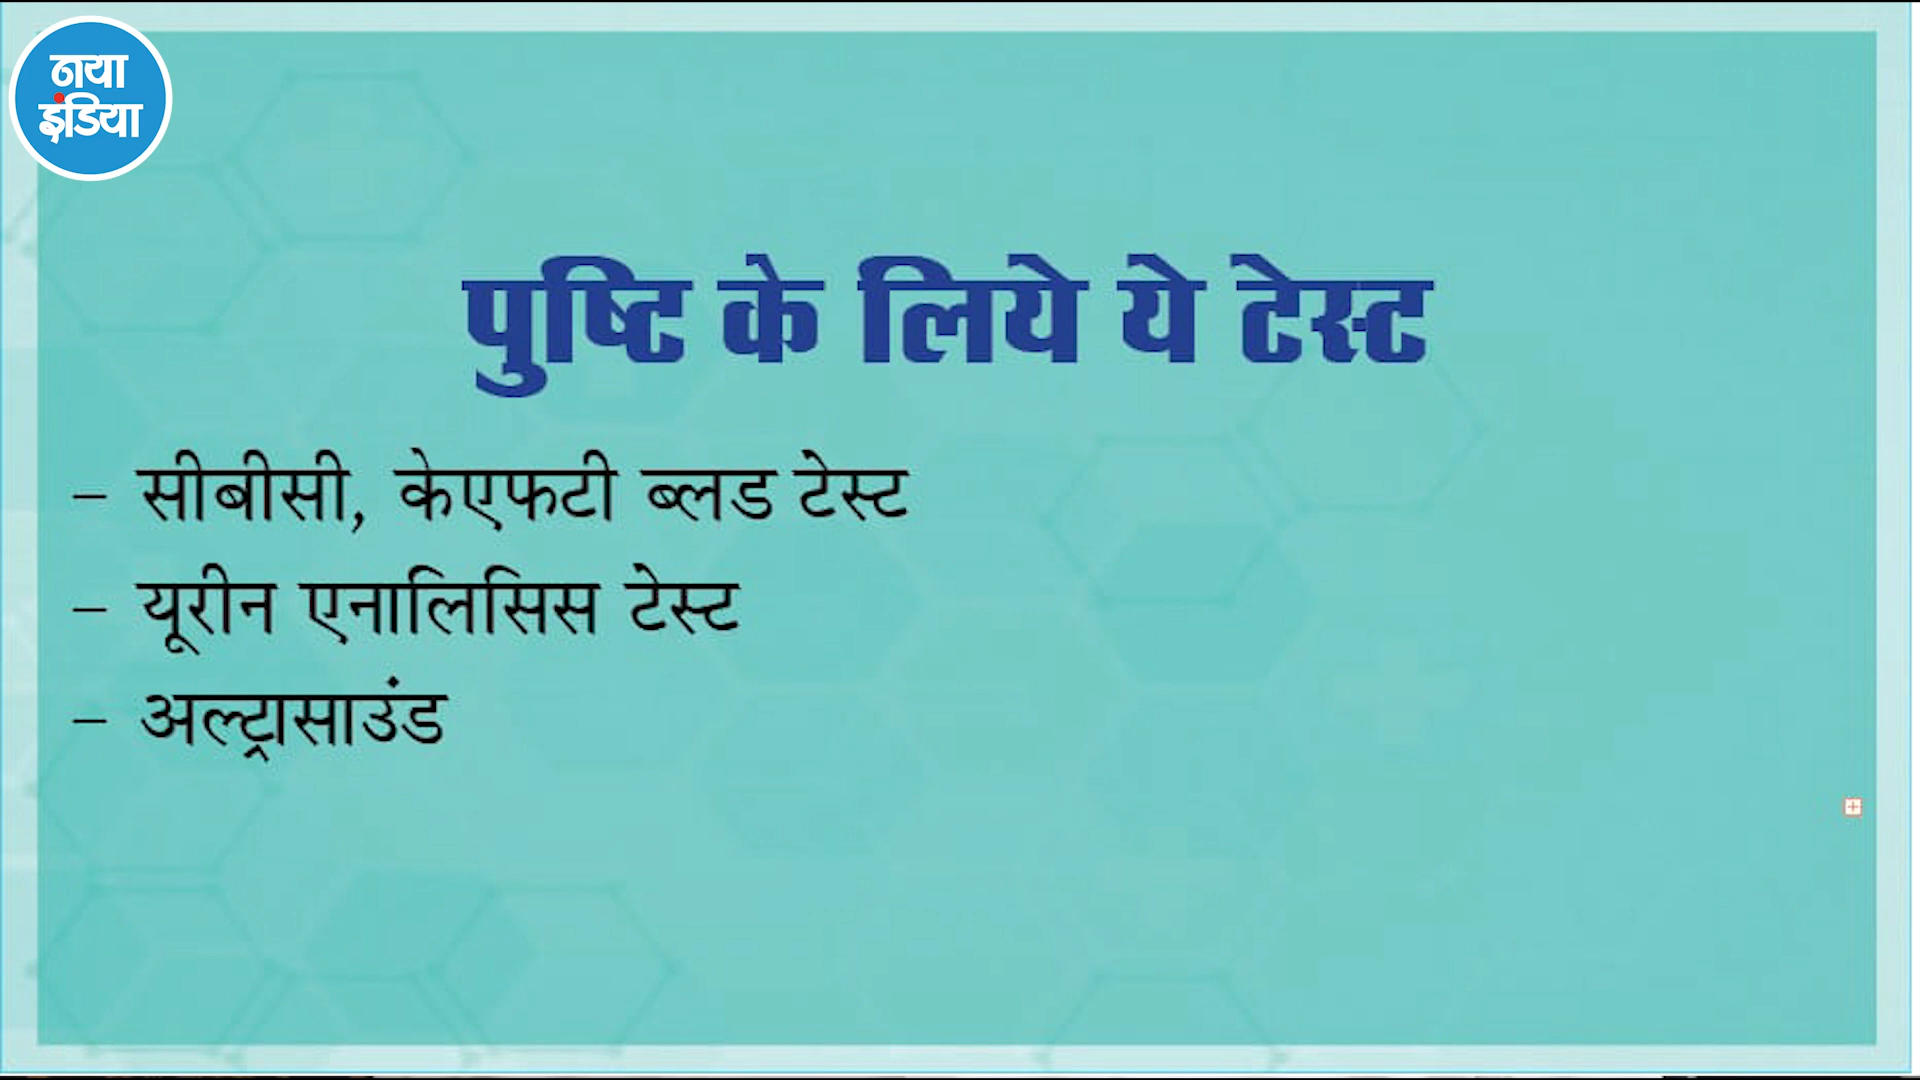 नया
इंडिया
पुष्टि के लिये ये टेस्ट
– सीबीसी, केएफटी ब्लड टेस्ट
– यूरीन एनालिसिस टेस्ट
– अल्ट्रासाउंड